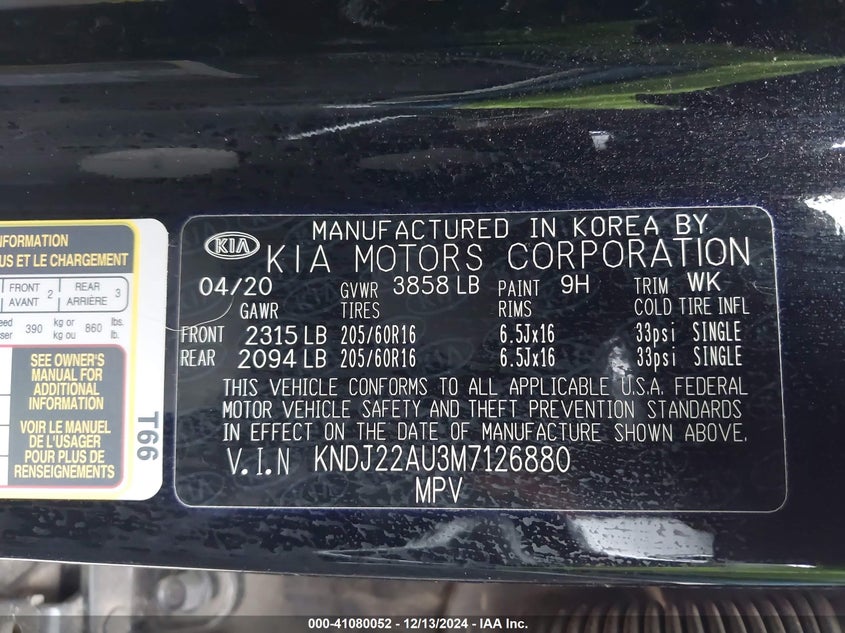 NFORMATION
US ET LE CHARGEMENT
FRONT 2 REAR 3
AVANT ARRIÈRE
390 kg or 860 lbs.
kg ou lb.
SEE OWNER'S
MANUAL FOR
ADDITIONAL
INFORMATION
VOIR LE MANUEL
DE L'USAGER
POUR PLUS DE
RENSEIGNEMENTS
T66
MANUFACTURED IN KOREA BY
KIA KIA MOTORS CORPORATION
04/20 GVWR 3858 LB PAINT 9H TRIM WK
GAWR TIRES RIMS COLD TIRE INFL
FRONT 2315 LB 205/60R16 6.5Jx16 33psi SINGLE
REAR 2094 LB 205/60R16 6.5Jx16 33psi SINGLE
THIS VEHICLE CONFORMS TO ALL APPLICABLE U.S.A. FEDERAL
MOTOR VEHICLE SAFETY AND THEFT PREVENTION STANDARDS
IN EFFECT ON THE DATE OF MANUFACTURE SHOWN ABOVE.
V.I.N KNDJ22AU3M7126880
MPV
000-41080052 - 12/13/2024 - IAA Inc.